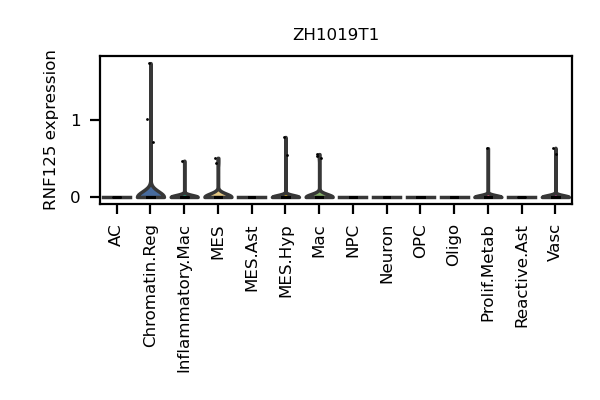 ZH1019T1
RNF125 expression
1
0
AC
Chromatin.Reg
Inflammatory.Mac
MES
MES.Ast
MES.Hyp
Mac
NPC
Neuron
OPC
Oligo
Prolif.Metab
Reactive.Ast
Vasc